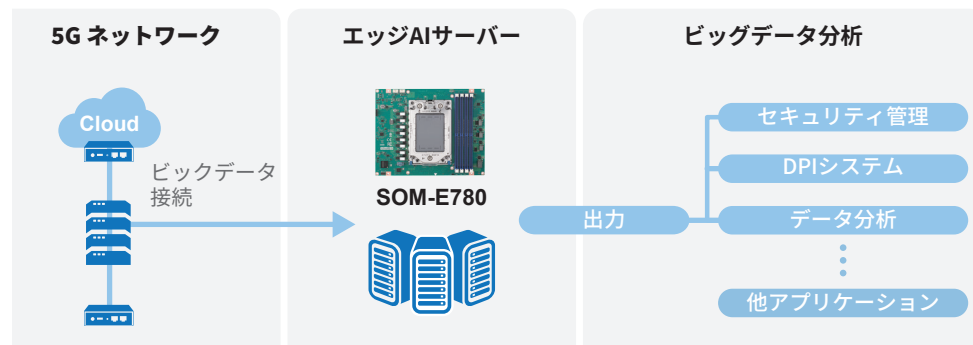 5G ネットワーク
エッジAIサーバー
ビッグデータ分析
Cloud
ビックデータ
接続
SOM-E780
出力
セキュリティ管理
DPIシステム
データ分析
他アプリケーション